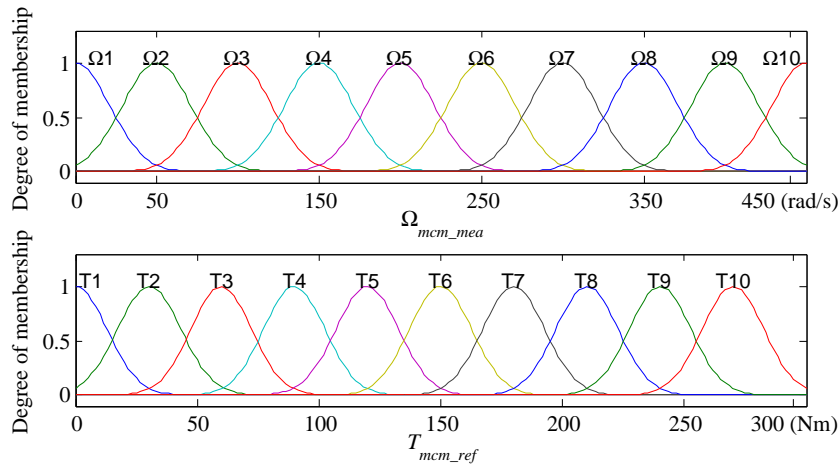 Degree of membership
1
0.5
0
Ω1 Ω2 Ω3 Ω4 Ω5 Ω6 Ω7 Ω8 Ω9 Ω10
0 50 150 250 350 450 (rad/s)
Ωmcm_mea
Degree of membership
1
0.5
0
T1 T2 T3 T4 T5 T6 T7 T8 T9 T10
0 50 100 150 200 250 300 (Nm)
Tmcm_ref